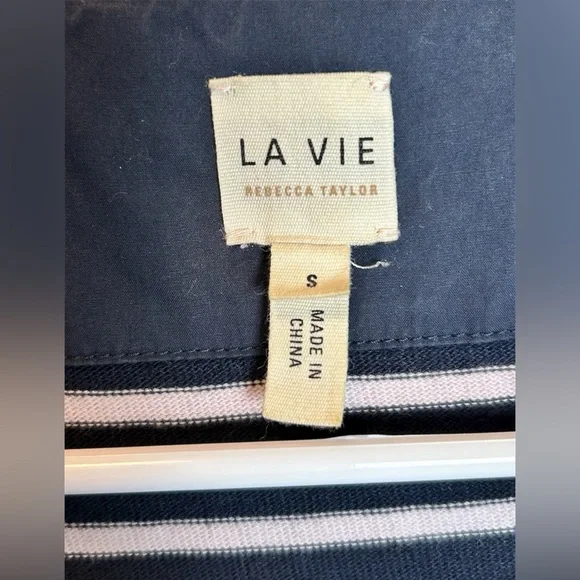 LA VIE
REBECCA TAYLOR
S
MADE IN
CHINA